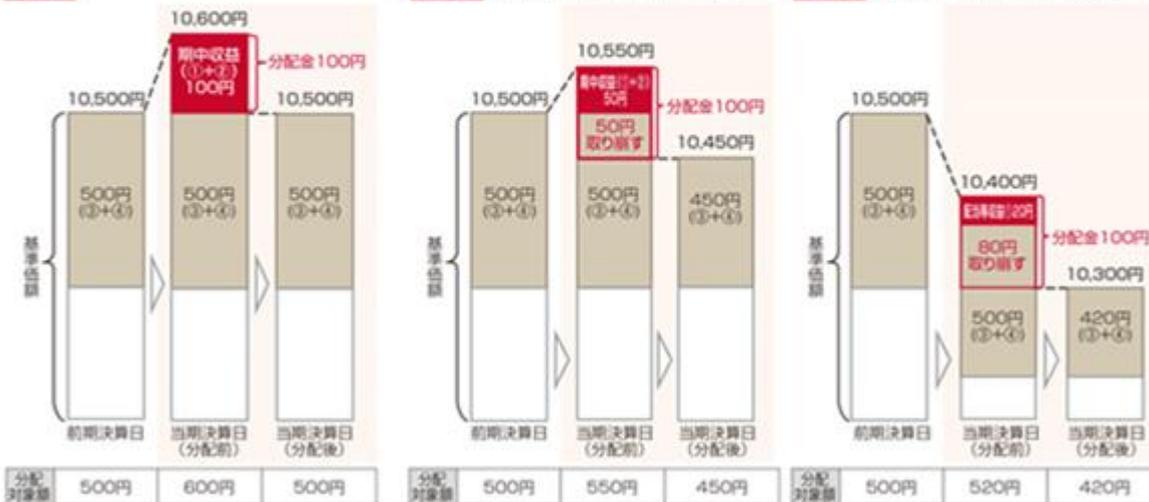 10,600円
期中収益
(①+②)
100円
分配金100円
10,500円
10,500円
500円
(③+④)
500円
(③+④)
500円
(③+④)
基準価額
前期決算日
当期決算日
(分配前)
当期決算日
(分配後)
分配
対象額
500円
600円
500円
10,550円
期中収益(①+②)
50円
分配金100円
10,500円
50円
取り崩す
10,450円
500円
(③+④)
500円
(③+④)
450円
(③+④)
基準価額
前期決算日
当期決算日
(分配前)
当期決算日
(分配後)
分配
対象額
500円
550円
450円
10,500円
10,400円
配当等収益①20円
分配金100円
80円
取り崩す
10,300円
500円
(③+④)
500円
(③+④)
420円
(③+④)
基準価額
前期決算日
当期決算日
(分配前)
当期決算日
(分配後)
分配
対象額
500円
520円
420円